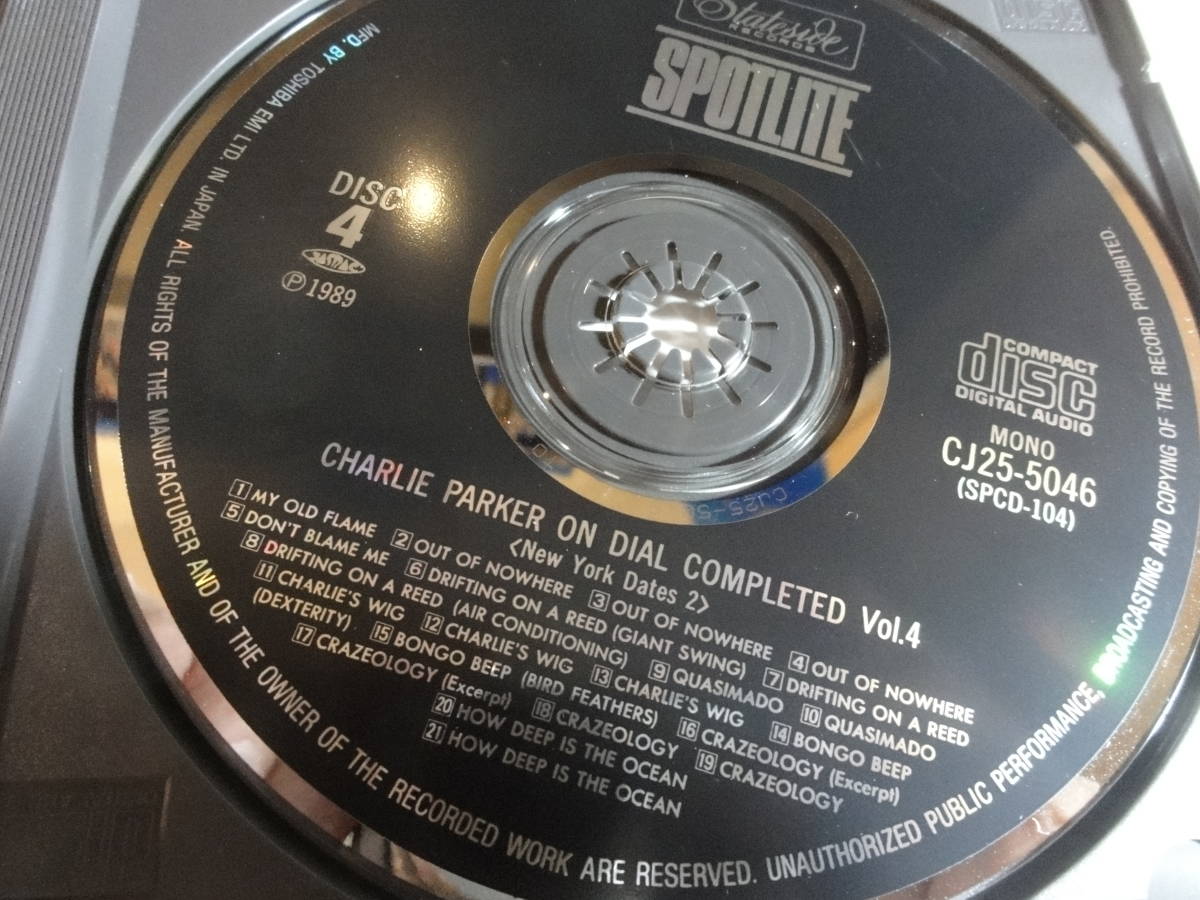 Stateside
RECORDS
SPOTLITE
DISC
4
JASRAC
Ⓟ1989
COMPACT
disc
DIGITAL AUDIO
MONO
CJ25-5046
(SPCD-104)
CHARLIE PARKER ON DIAL COMPLETED Vol.4
<New York Dates 2>
1 MY OLD FLAME 2 OUT OF NOWHERE 3 OUT OF NOWHERE 4 OUT OF NOWHERE
5 DON'T BLAME ME 6 DRIFTING ON A REED (GIANT SWING) 7 DRIFTING ON A REED
8 DRIFTING ON A REED (AIR CONDITIONING) 9 QUASIMADO 10 QUASIMADO
11 CHARLIE'S WIG 12 CHARLIE'S WIG 13 CHARLIE'S WIG 14 BONGO BEEP
(DEXTERITY) 15 BONGO BEEP (BIRD FEATHERS) 16 CRAZEOLOGY (Excerpt)
17 CRAZEOLOGY (Excerpt) 18 CRAZEOLOGY 19 CRAZEOLOGY
20 HOW DEEP IS THE OCEAN
21 HOW DEEP IS THE OCEAN
MFD. BY TOSHIBA EMI LTD. IN JAPAN. ALL RIGHTS OF THE MANUFACTURER AND OF THE OWNER OF THE RECORDED WORK ARE RESERVED. UNAUTHORIZED PUBLIC PERFORMANCE, BROADCASTING AND COPYING OF THE RECORD PROHIBITED.